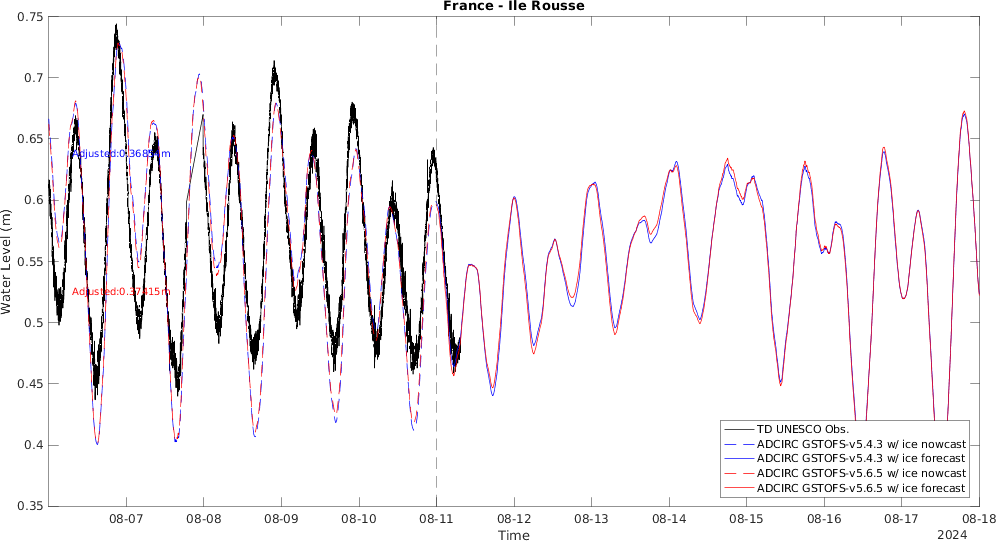 France - Ile Rousse
0.75
0.7
0.65
0.6
0.55
0.5
0.45
0.4
0.35
Water Level (m)
Adjusted:0.3685m
Adjusted:0.37415m
TD UNESCO Obs.
ADCIRC GSTOFS-v5.4.3 w/ ice nowcast
ADCIRC GSTOFS-v5.4.3 w/ ice forecast
ADCIRC GSTOFS-v5.6.5 w/ ice nowcast
ADCIRC GSTOFS-v5.6.5 w/ ice forecast
08-07 08-08 08-09 08-10 08-11 08-12 08-13 08-14 08-15 08-16 08-17 08-18
Time
2024